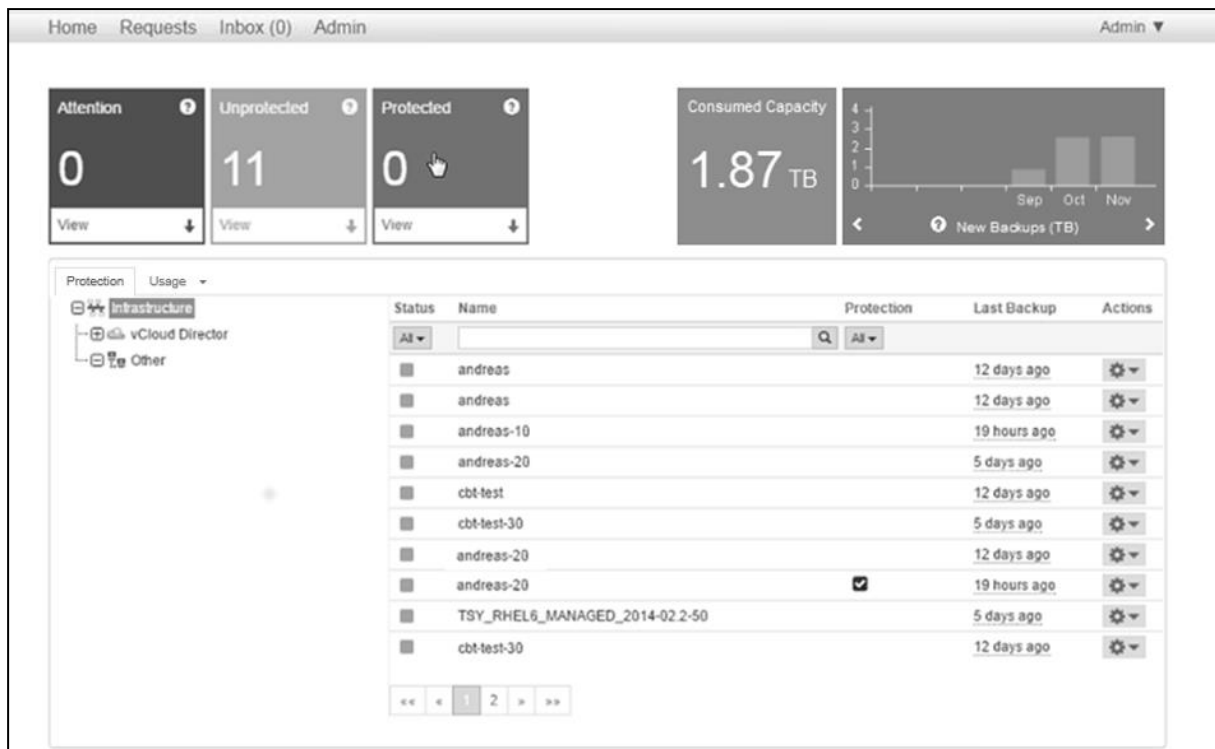 Home Requests Inbox (0) Admin Admin ▼
Attention ?
0
View
Unprotected ?
11
View
Protected ?
0
View
Consumed Capacity
1.87 TB
4
3
2
1
0
Sep Oct Nov
< ? New Backups (TB) >
Protection Usage
Infrastructure
vCloud Director
Other
Status Name Protection Last Backup Actions
All All
andreas 12 days ago
andreas 12 days ago
andreas-10 19 hours ago
andreas-20 5 days ago
cbt-test 12 days ago
cbt-test-30 5 days ago
andreas-20 12 days ago
andreas-20 19 hours ago
TSY_RHEL6_MANAGED_2014-02.2-50 5 days ago
cbt-test-30 12 days ago
<< < 1 2 > >>